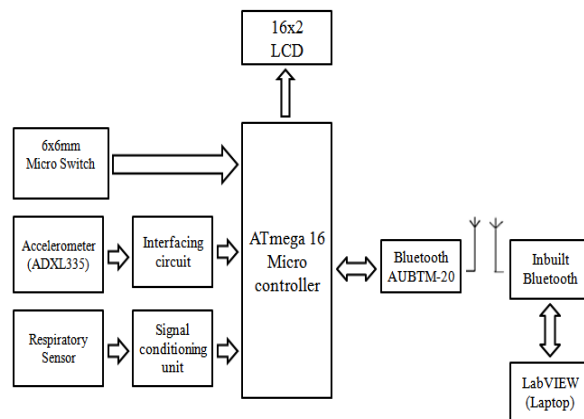 16x2
LCD
6x6mm
Micro Switch
Accelerometer
(ADXL335)
Interfacing
circuit
ATmega 16
Micro
controller
Bluetooth
AUBTM-20
Inbuilt
Bluetooth
Respiratory
Sensor
Signal
conditioning
unit
LabVIEW
(Laptop)